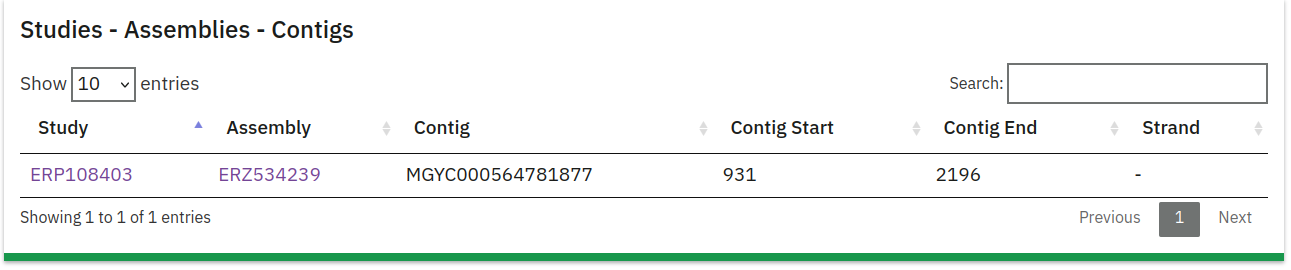 Studies - Assemblies - Contigs
Show 10 entries Search:
Study Assembly Contig Contig Start Contig End Strand
ERP108403 ERZ534239 MGYC000564781877 931 2196 -
Showing 1 to 1 of 1 entries Previous 1 Next